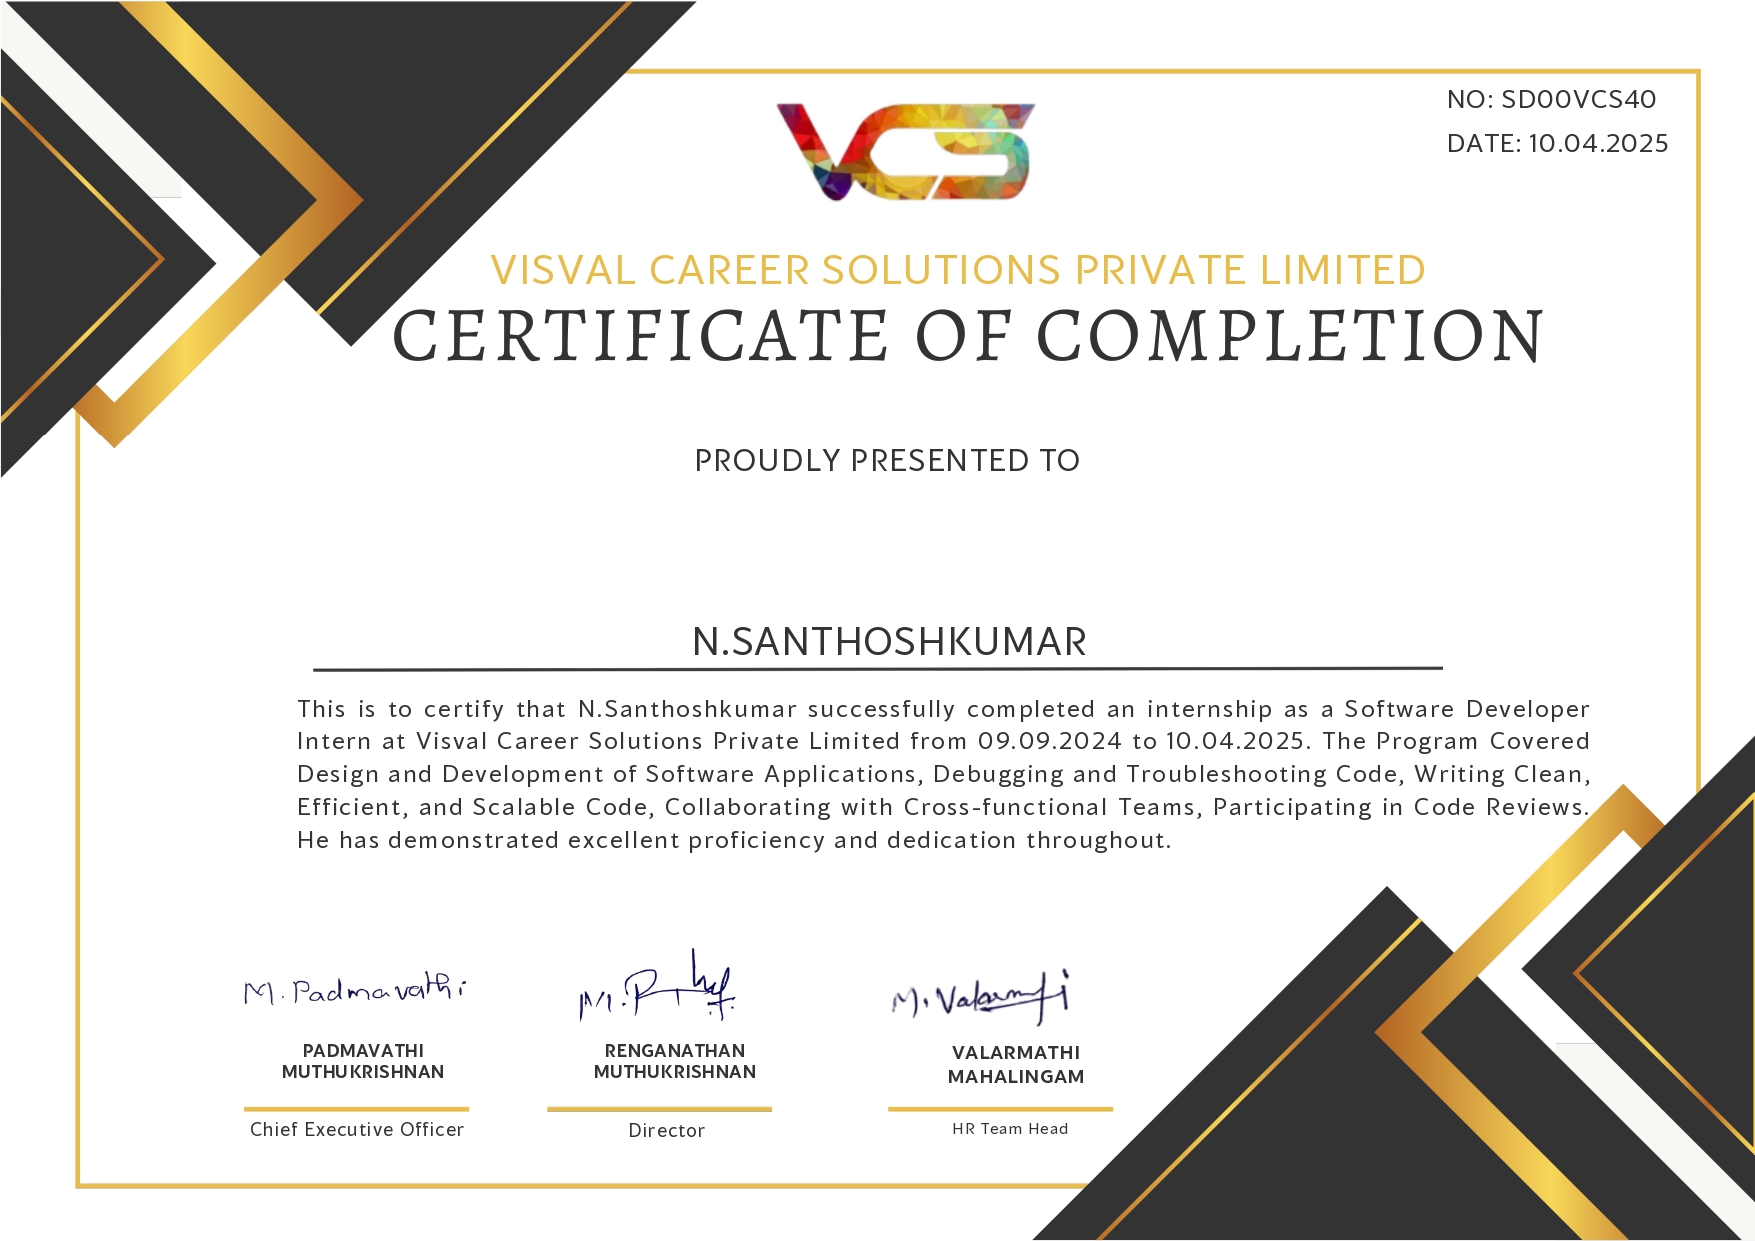 NO: SD00VCS40
DATE: 10.04.2025
VCS
VISVAL CAREER SOLUTIONS PRIVATE LIMITED
CERTIFICATE OF COMPLETION
PROUDLY PRESENTED TO
N.SANTHOSHKUMAR
This is to certify that N.Santhoshkumar successfully completed an internship as a Software Developer
Intern at Visval Career Solutions Private Limited from 09.09.2024 to 10.04.2025. The Program Covered
Design and Development of Software Applications, Debugging and Troubleshooting Code, Writing Clean,
Efficient, and Scalable Code, Collaborating with Cross-functional Teams, Participating in Code Reviews.
He has demonstrated excellent proficiency and dedication throughout.
M. Padmavathi
PADMAVATHI
MUTHUKRISHNAN
Chief Executive Officer
RENGANATHAN
MUTHUKRISHNAN
Director
VALARMATHI
MAHALINGAM
HR Team Head